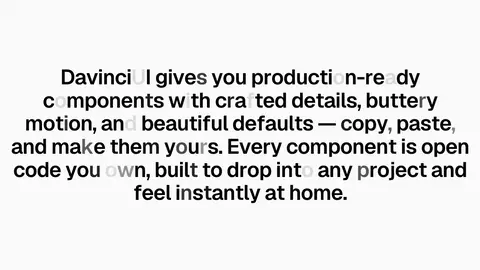 DavinciUI gives you production-ready
components with crafted details, buttery
motion, and beautiful defaults — copy, paste,
and make them yours. Every component is open
code you own, built to drop into any project and
feel instantly at home.